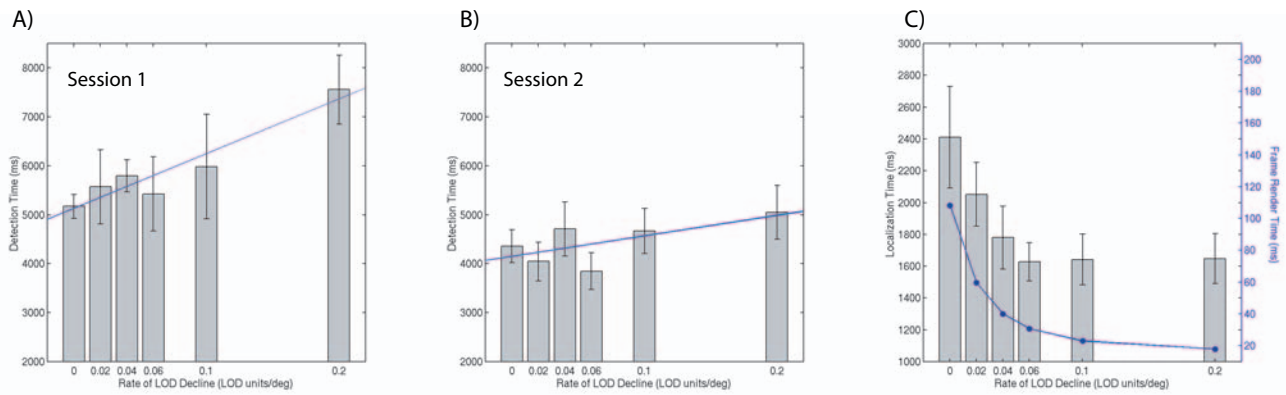 A)
Session 1
8000
7000
6000
5000
4000
3000
2000
Detection Time (ms)
0 0.02 0.04 0.06 0.1 0.2
Rate of LOD Decline (LOD units/deg)
B)
Session 2
8000
7000
6000
5000
4000
3000
2000
Detection Time (ms)
0 0.02 0.04 0.06 0.1 0.2
Rate of LOD Decline (LOD units/deg)
C)
3000
2800
2600
2400
2200
2000
1800
1600
1400
1200
1000
Localization Time (ms)
200
180
160
140
120
100
80
60
40
20
Frame Render Time (ms)
0 0.02 0.04 0.06 0.1 0.2
Rate of LOD Decline (LOD units/deg)